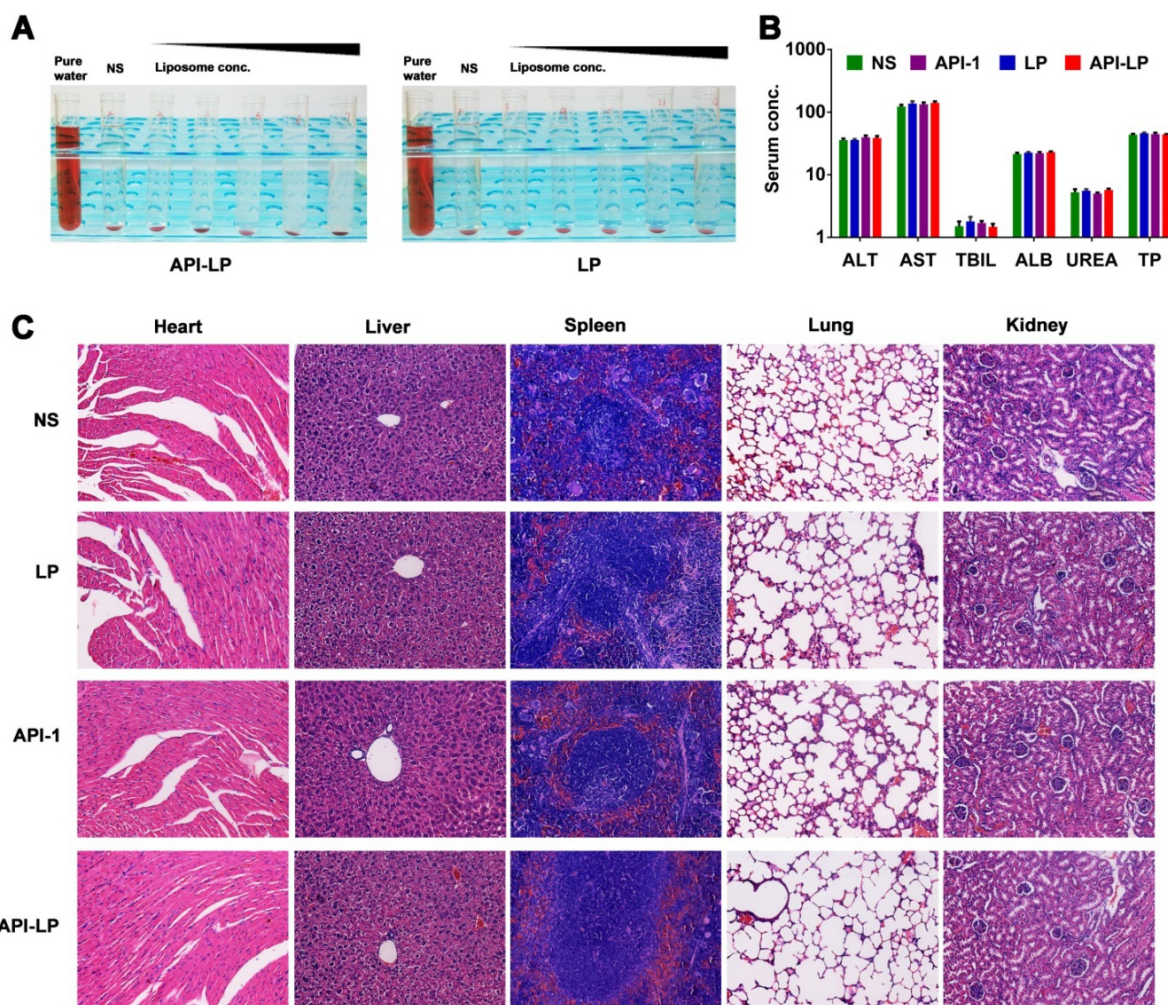 A
Pure water
NS
Liposome conc.
API-LP
Pure water
NS
Liposome conc.
LP
B
Serum conc.
1000
100
10
1
NS API-1 LP API-LP
ALT AST TBIL ALB UREA TP
C
Heart Liver Spleen Lung Kidney
NS
LP
API-1
API-LP